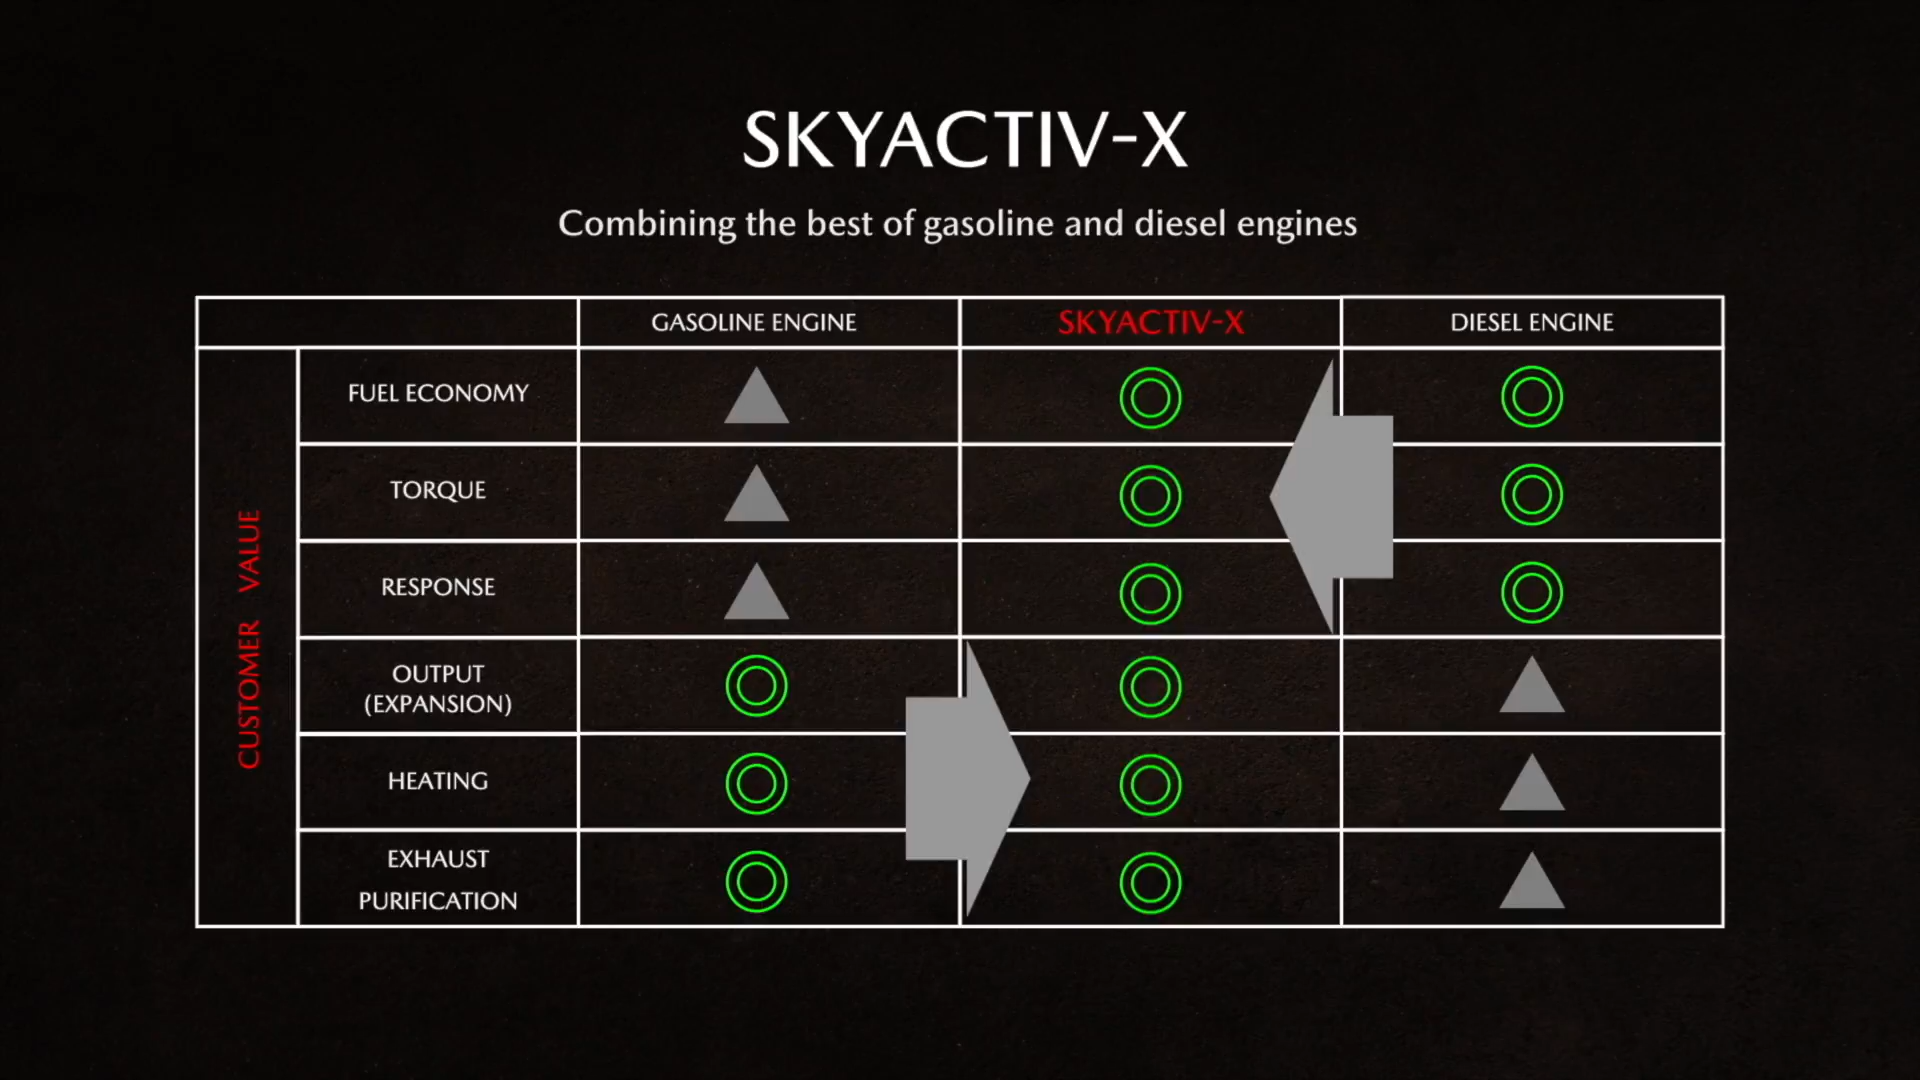 SKYACTIV-X
Combining the best of gasoline and diesel engines
GASOLINE ENGINE
SKYACTIV-X
DIESEL ENGINE
CUSTOMER VALUE
FUEL ECONOMY
TORQUE
RESPONSE
OUTPUT
(EXPANSION)
HEATING
EXHAUST
PURIFICATION